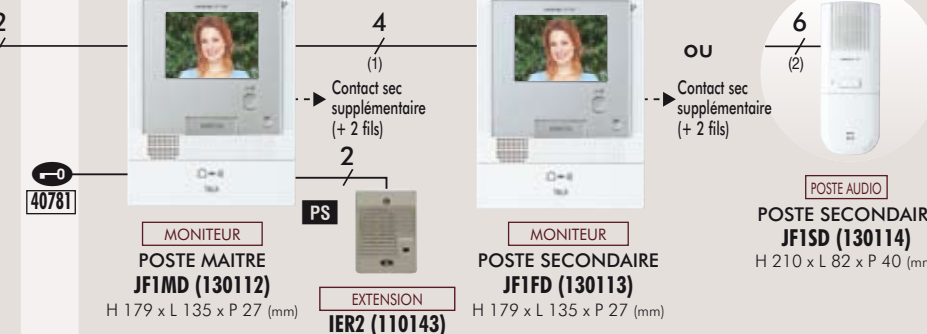 2
4
(1)
6
(2)
OU
Contact sec
supplémentaire
(+ 2 fils)
Contact sec
supplémentaire
(+ 2 fils)
2
40781
PS
TALK
MONITEUR
POSTE MAITRE
JF1MD (130112)
H 179 x L 135 x P 27 (mm)
EXTENSION
IER2 (110143)
MONITEUR
POSTE SECONDAIRE
JF1FD (130113)
H 179 x L 135 x P 27 (mm)
POSTE AUDIO
POSTE SECONDAIR
JF1SD (130114)
H 210 x L 82 x P 40 (mm